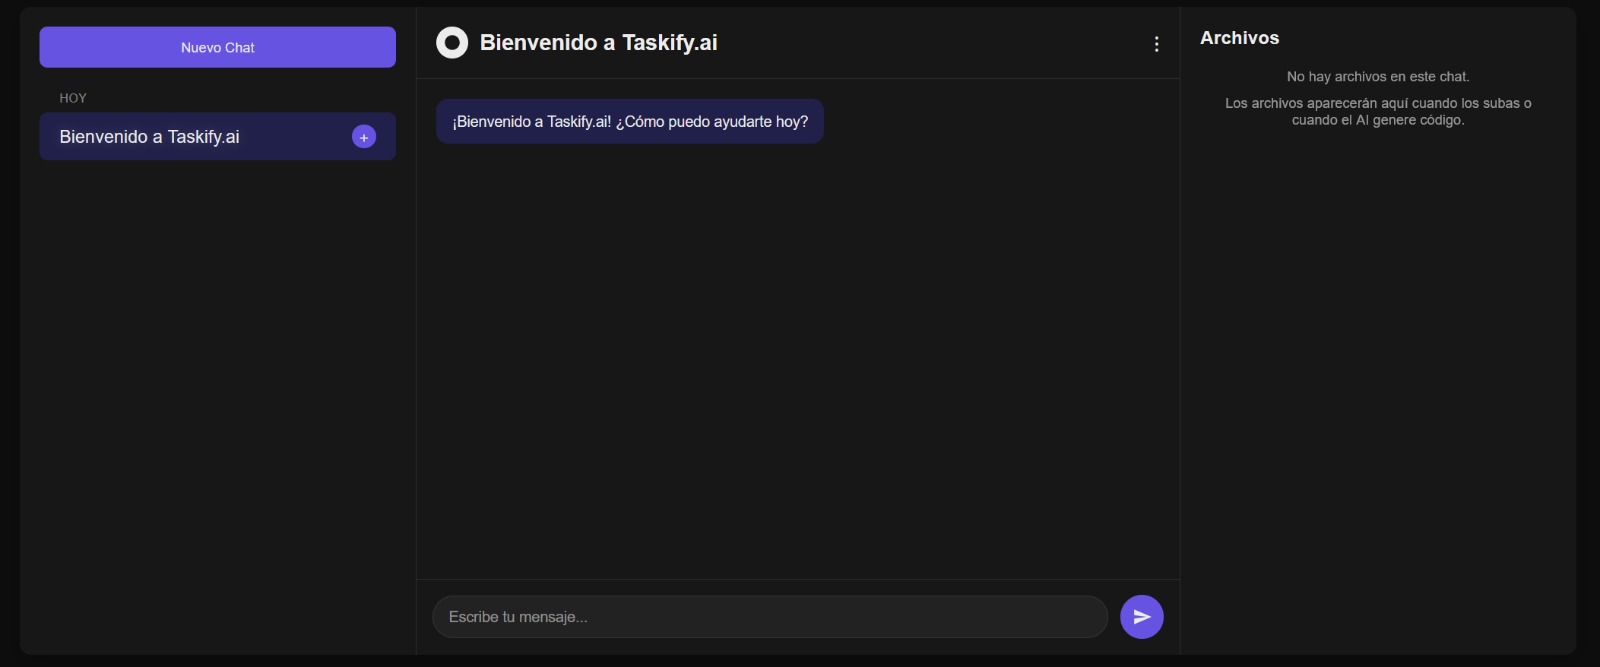 Nuevo Chat
HOY
Bienvenido a Taskify.ai
+
Bienvenido a Taskify.ai
¡Bienvenido a Taskify.ai! ¿Cómo puedo ayudarte hoy?
Escribe tu mensaje...
Archivos
No hay archivos en este chat.
Los archivos aparecerán aquí cuando los subas o
cuando el AI genere código.